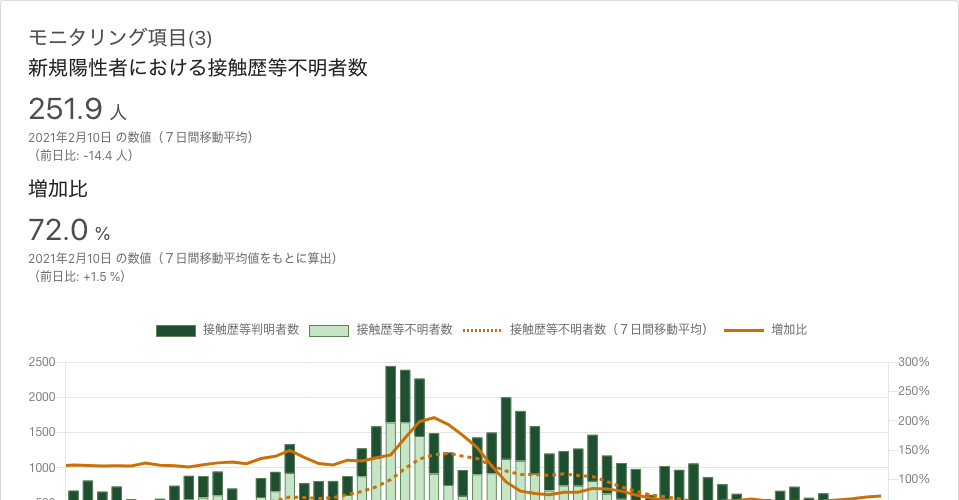 モニタリング項目(3)
新規陽性者における接触歴等不明者数
251.9 人
2021年2月10日 の数値（７日間移動平均）
（前日比: -14.4 人）
増加比
72.0 %
2021年2月10日 の数値（７日間移動平均値をもとに算出）
（前日比: +1.5 %）
接触歴等判明者数 接触歴等不明者数 接触歴等不明者数（７日間移動平均） 増加比
2500 300%
250%
2000
200%
1500
150%
1000
100%